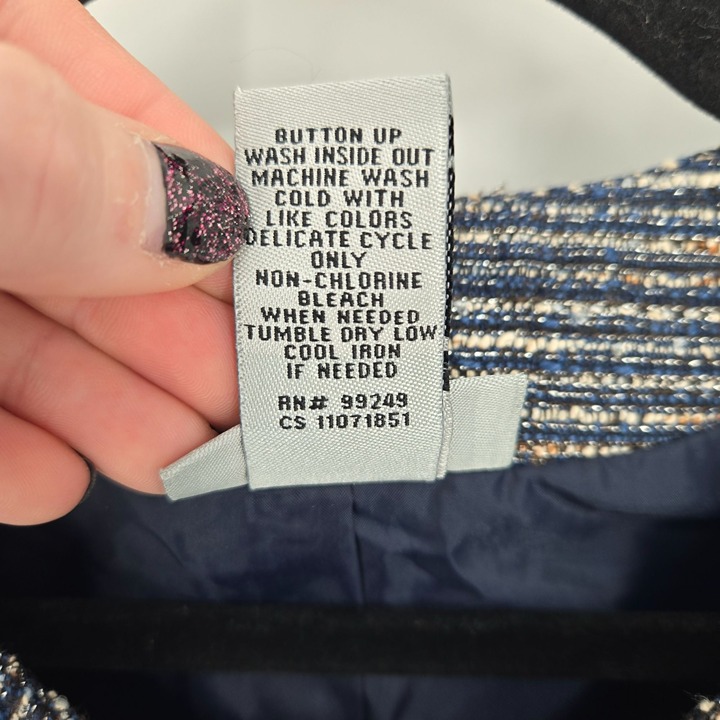 BUTTON UP
WASH INSIDE OUT
MACHINE WASH
COLD WITH
LIKE COLORS
DELICATE CYCLE
ONLY
NON-CHLORINE
BLEACH
WHEN NEEDED
TUMBLE DRY LOW
COOL IRON
IF NEEDED
RN# 99249
CS 11071851